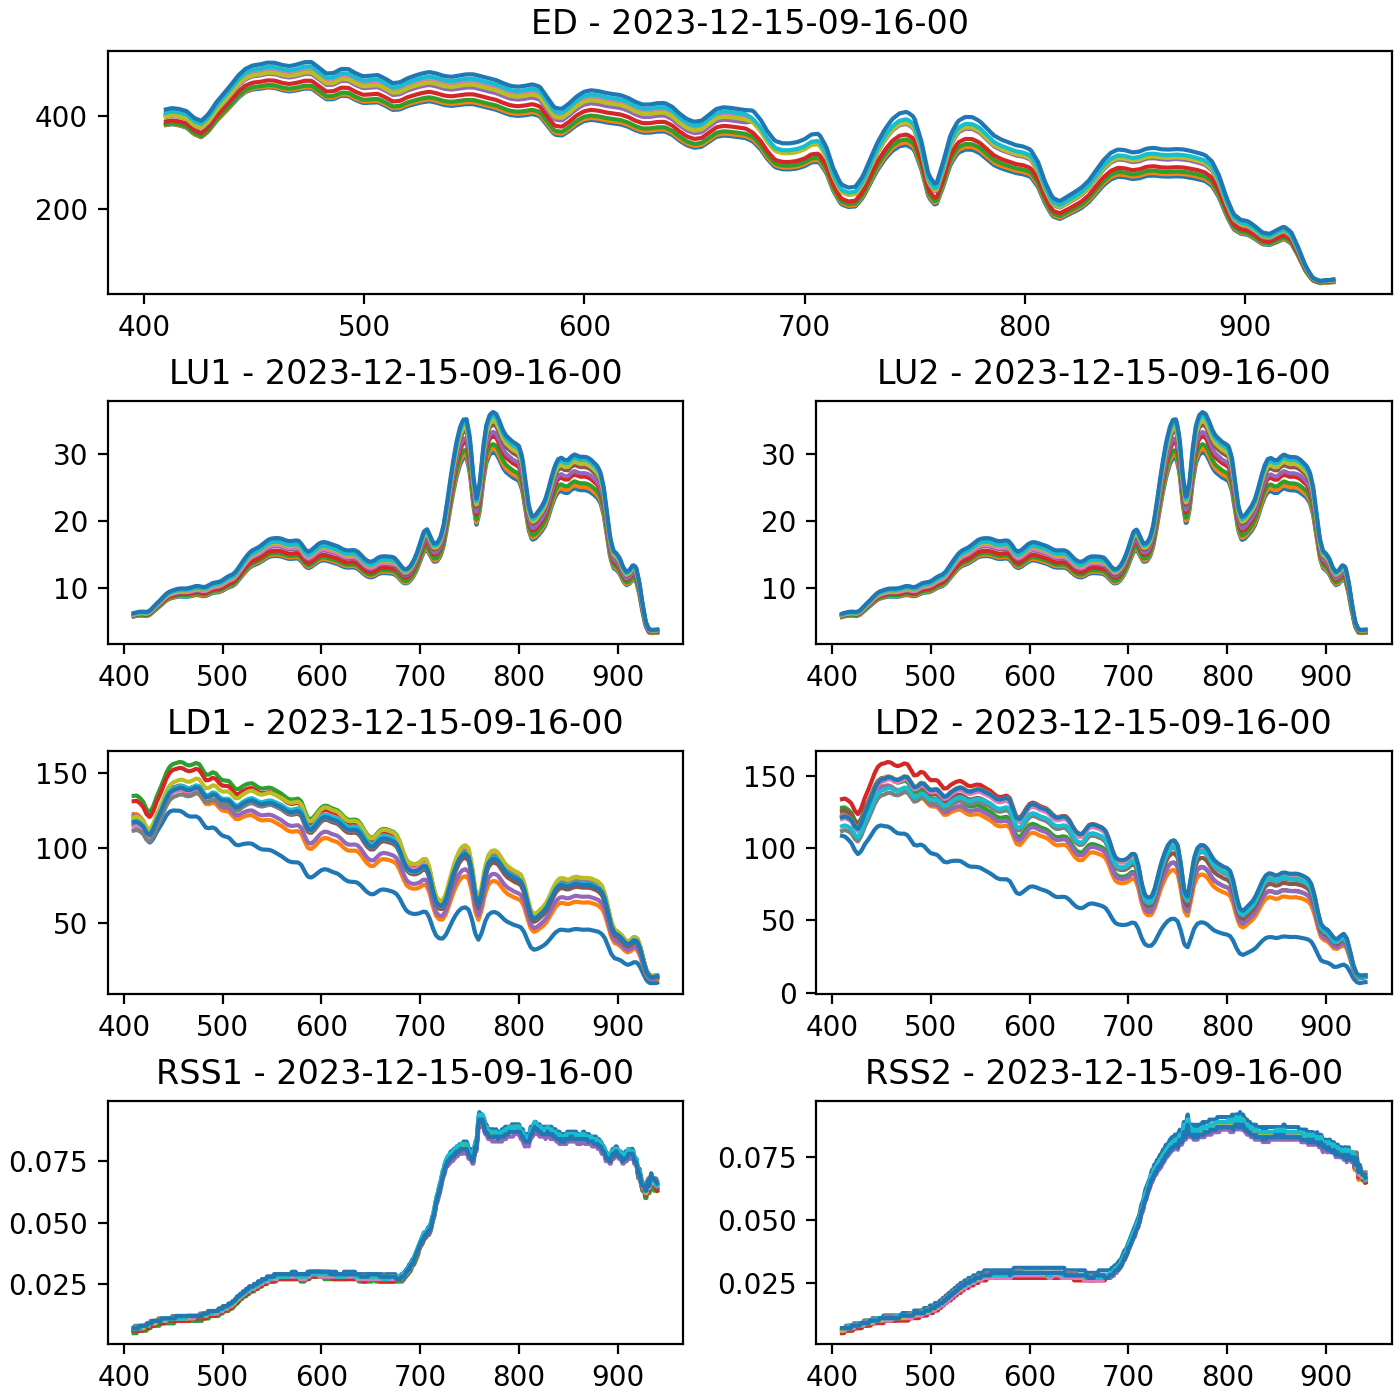 ED - 2023-12-15-09-16-00
400
200
400 500 600 700 800 900
LU1 - 2023-12-15-09-16-00
30
20
10
400 500 600 700 800 900
LU2 - 2023-12-15-09-16-00
30
20
10
400 500 600 700 800 900
LD1 - 2023-12-15-09-16-00
150
100
50
400 500 600 700 800 900
LD2 - 2023-12-15-09-16-00
150
100
50
0
400 500 600 700 800 900
RSS1 - 2023-12-15-09-16-00
0.075
0.050
0.025
400 500 600 700 800 900
RSS2 - 2023-12-15-09-16-00
0.075
0.050
0.025
400 500 600 700 800 900